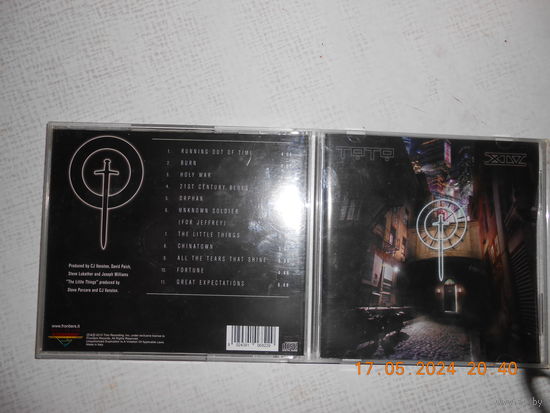 1. RUNNING OUT OF TIME
2. BURN
3. HOLY WAR
4. 21ST CENTURY BLUES
5. ORPHAN
6. UNKNOWN SOLDIER
(FOR JEFFREY)
7. THE LITTLE THINGS
8. CHINATOWN
9. ALL THE TEARS THAT SHINE
10. FORTUNE
11. GREAT EXPECTATIONS
Produced by CJ Vanston, David Paich,
Steve Lukather and Joseph Williams
"The Little Things" produced by
Steve Porcaro and CJ Vanston.
www.frontiers.it
TOTO
XIV
17.05.2024 20:40